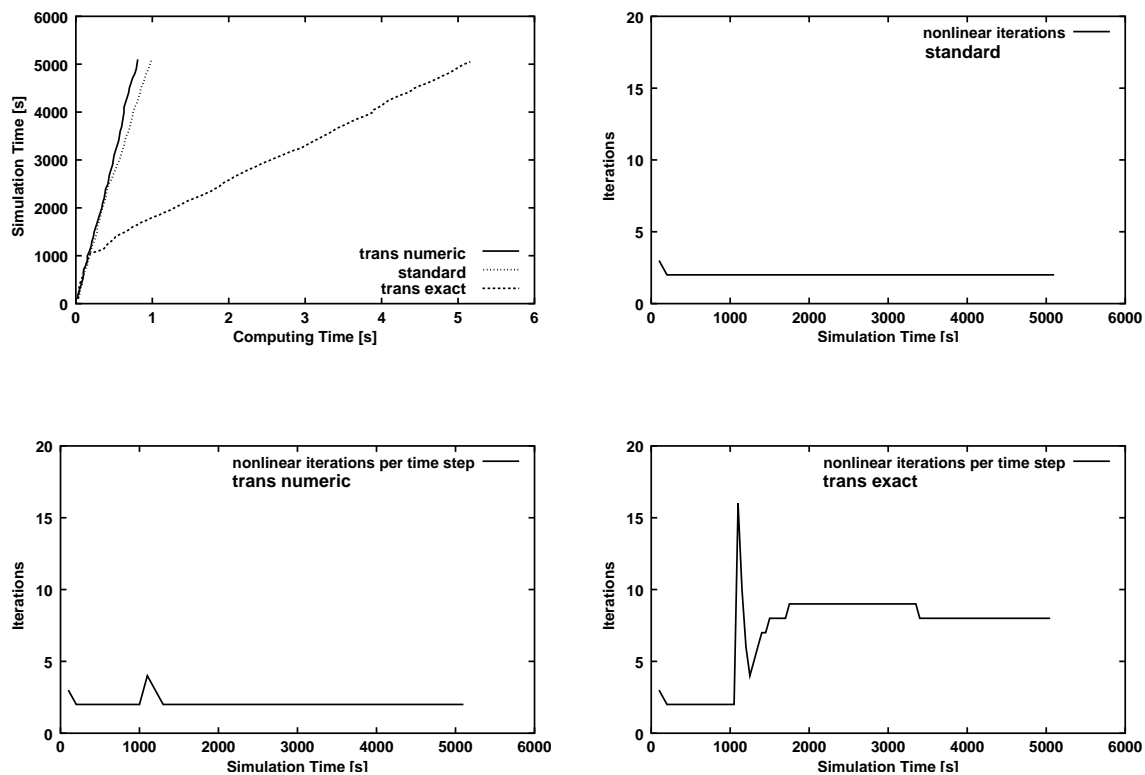 6000
5000
4000
3000
2000
1000
0
Simulation Time [s]
trans numeric
standard
trans exact
0 1 2 3 4 5 6
Computing Time [s]
20
15
10
5
0
Iterations
nonlinear iterations
standard
0 1000 2000 3000 4000 5000 6000
Simulation Time [s]
20
15
10
5
0
Iterations
nonlinear iterations per time step
trans numeric
0 1000 2000 3000 4000 5000 6000
Simulation Time [s]
20
15
10
5
0
Iterations
nonlinear iterations per time step
trans exact
0 1000 2000 3000 4000 5000 6000
Simulation Time [s]